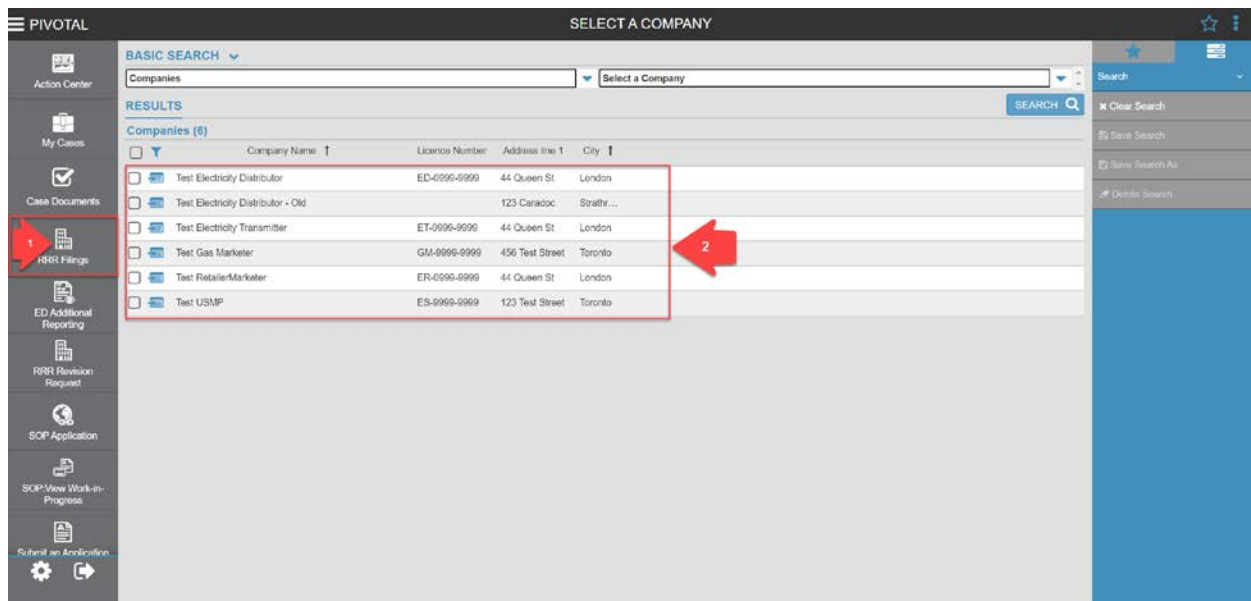 PIVOTAL
SELECT A COMPANY
Action Center
My Cases
Case Documents
1
RRR Filings
ED Additional
Reporting
RRR Revision
Request
SOP Application
SOP:View Work-in-
Progress
Submit an Application
BASIC SEARCH
Companies
Select a Company
RESULTS
SEARCH
Companies (6)
Company Name Licence Number Address line 1 City
Test Electricity Distributor ED-0999-9999 44 Queen St London
Test Electricity Distributor - Old 123 Caradoc Strathr...
Test Electricity Transmitter ET-0999-9999 44 Queen St London
Test Gas Marketer GM-9999-9999 456 Test Street Toronto
Test RetailerMarketer ER-0999-9999 44 Queen St London
Test USMP ES-9999-9999 123 Test Street Toronto
2
Search
Clear Search
Save Search
Save Search As
Delete Search